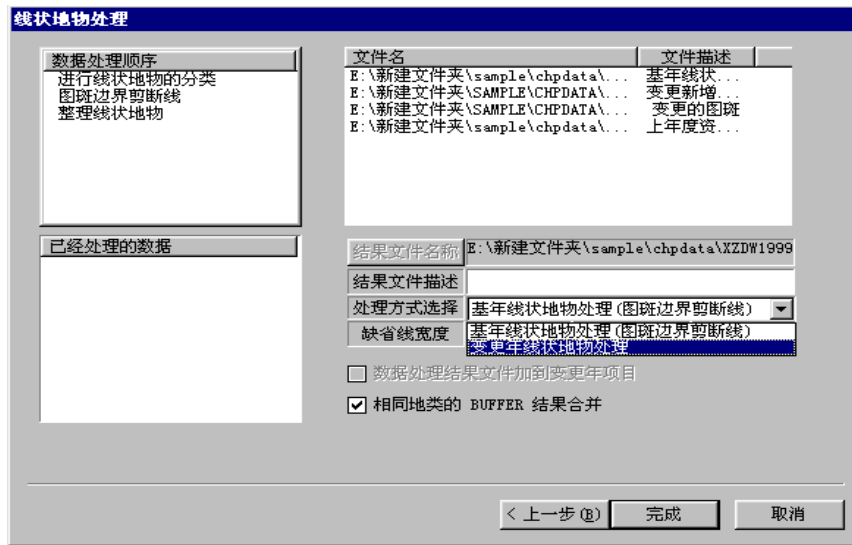 线状地物处理
数据处理顺序
进行线状地物的分类
图斑边界剪断线
整理线状地物
文件名 文件描述
E:\新建文件夹\sample\chpdata\... 基年线状...
E:\新建文件夹\SAMPLE\CHPDATA\... 变更新增...
E:\新建文件夹\SAMPLE\CHPDATA\... 变更的图斑
E:\新建文件夹\sample\chpdata\... 上年度资...
已经处理的数据
结果文件名称 E:\新建文件夹\sample\chpdata\XZDW1999
结果文件描述
处理方式选择 基年线状地物处理(图斑边界剪断线)
缺省线宽度 基年线状地物处理(图斑边界剪断线)
变更年线状地物处理
数据处理结果文件加到变更年项目
相同地类的 BUFFER 结果合并
< 上一步(B) 完成 取消